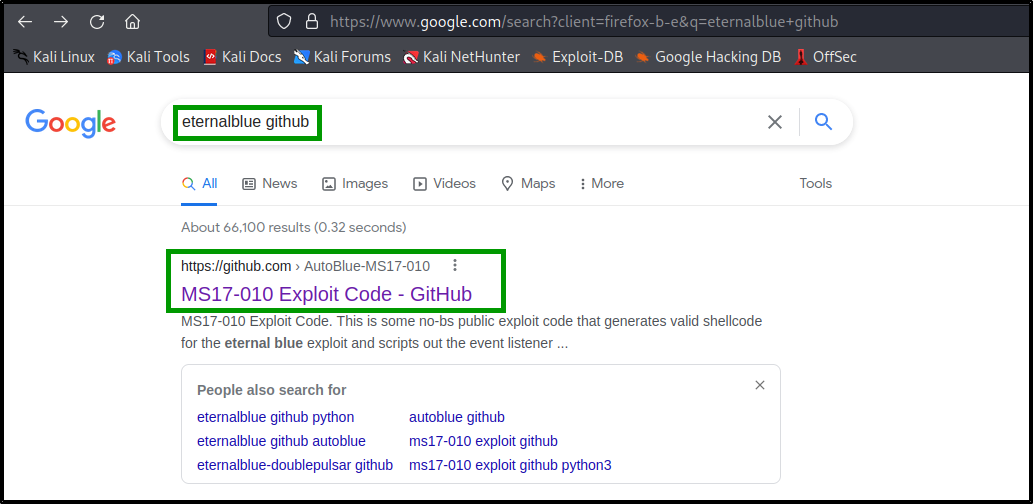 https://www.google.com/search?client=firefox-b-e&q=eternalblue+github
Kali Linux Kali Tools Kali Docs Kali Forums Kali NetHunter Exploit-DB Google Hacking DB OffSec
Google
eternalblue github
All News Images Videos Maps More Tools
About 66,100 results (0.32 seconds)
https://github.com › AutoBlue-MS17-010
MS17-010 Exploit Code - GitHub
MS17-010 Exploit Code. This is some no-bs public exploit code that generates valid shellcode
for the eternal blue exploit and scripts out the event listener ...
People also search for
eternalblue github python autoblue github
eternalblue github autoblue ms17-010 exploit github
eternalblue-doublepulsar github ms17-010 exploit github python3